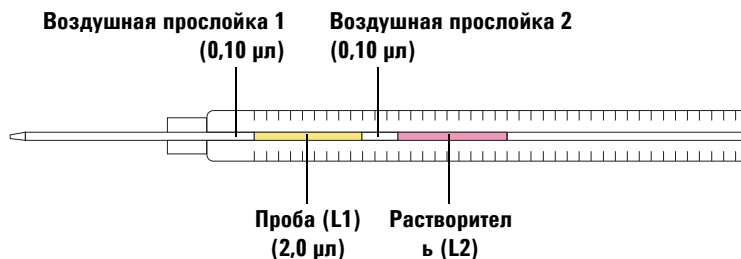 Воздушная прослойка 1
(0,10 µл)
Воздушная прослойка 2
(0,10 µл)
Проба (L1)
(2,0 µл)
Растворител
ь (L2)